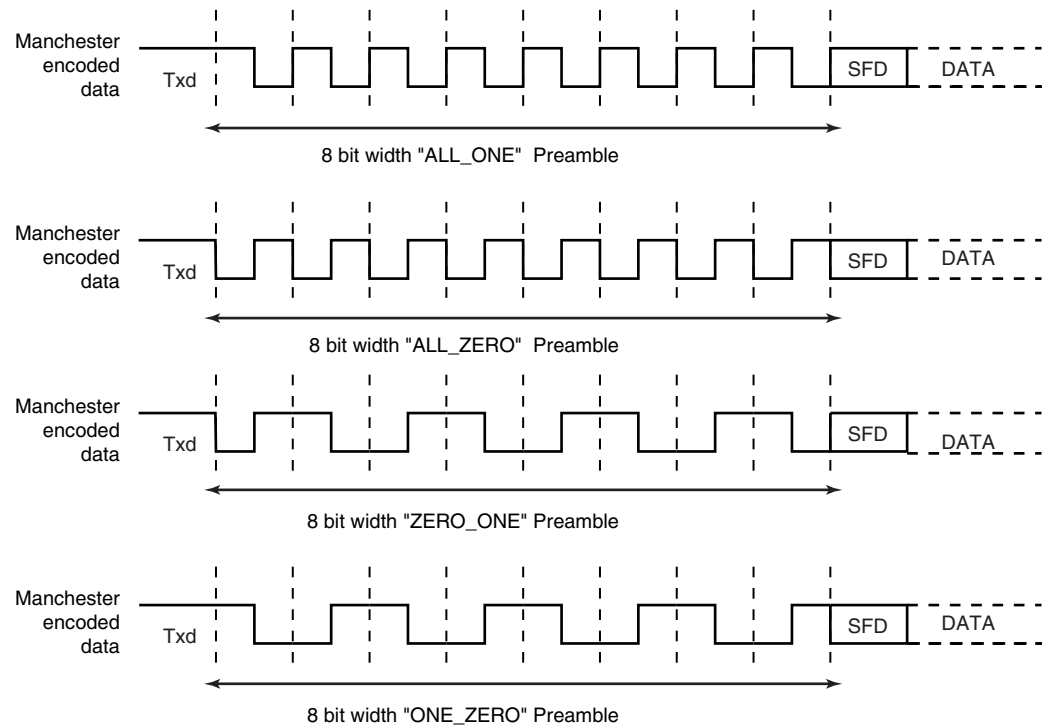 Manchester
encoded
data
Txd
SFD
DATA
8 bit width "ALL_ONE" Preamble
Manchester
encoded
data
Txd
SFD
DATA
8 bit width "ALL_ZERO" Preamble
Manchester
encoded
data
Txd
SFD
DATA
8 bit width "ZERO_ONE" Preamble
Manchester
encoded
data
Txd
SFD
DATA
8 bit width "ONE_ZERO" Preamble